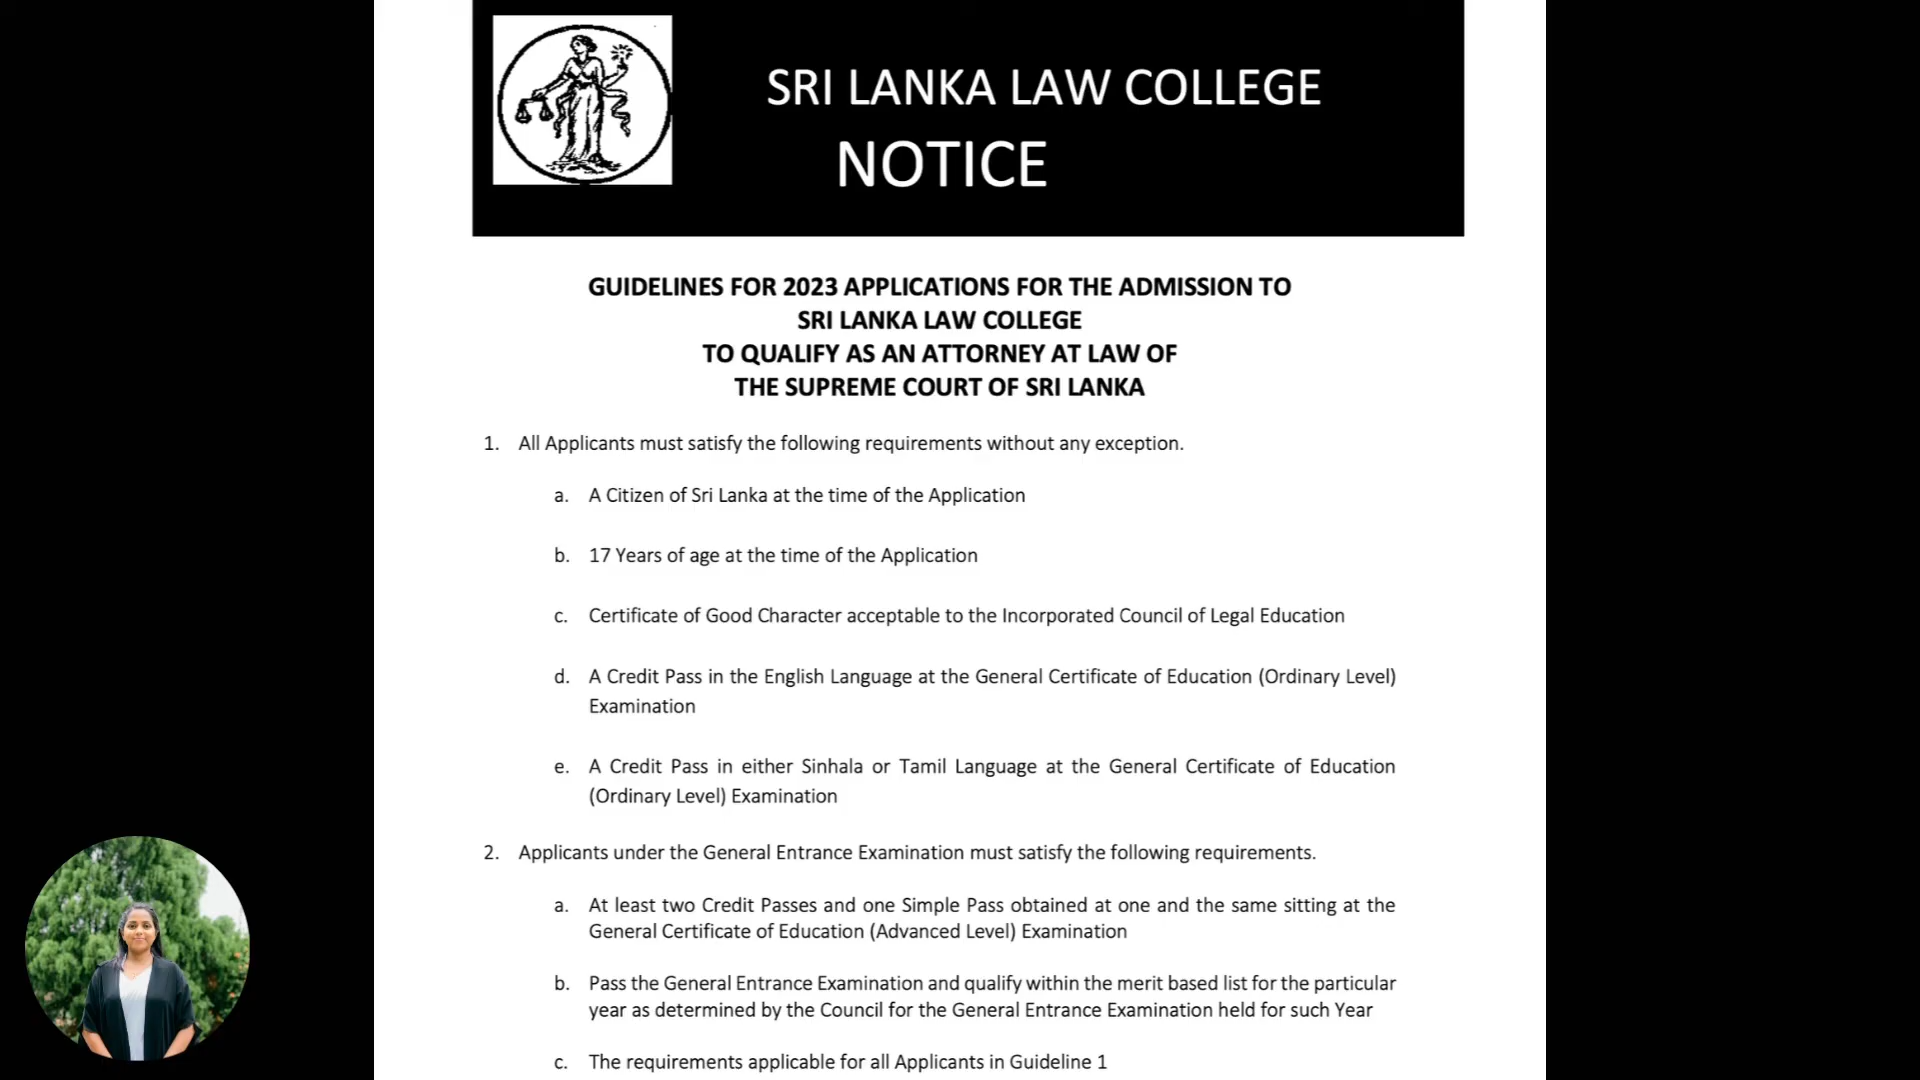 SRI LANKA LAW COLLEGE
NOTICE
GUIDELINES FOR 2023 APPLICATIONS FOR THE ADMISSION TO
SRI LANKA LAW COLLEGE
TO QUALIFY AS AN ATTORNEY AT LAW OF
THE SUPREME COURT OF SRI LANKA
1. All Applicants must satisfy the following requirements without any exception.
a. A Citizen of Sri Lanka at the time of the Application
b. 17 Years of age at the time of the Application
c. Certificate of Good Character acceptable to the Incorporated Council of Legal Education
d. A Credit Pass in the English Language at the General Certificate of Education (Ordinary Level)
Examination
e. A Credit Pass in either Sinhala or Tamil Language at the General Certificate of Education
(Ordinary Level) Examination
2. Applicants under the General Entrance Examination must satisfy the following requirements.
a. At least two Credit Passes and one Simple Pass obtained at one and the same sitting at the
General Certificate of Education (Advanced Level) Examination
b. Pass the General Entrance Examination and qualify within the merit based list for the particular
year as determined by the Council for the General Entrance Examination held for such Year
c. The requirements applicable for all Applicants in Guideline 1